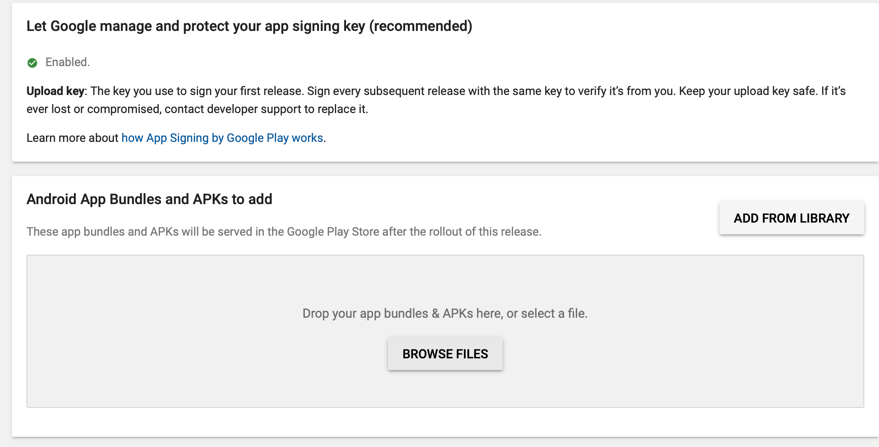 Let Google manage and protect your app signing key (recommended)
Enabled.
Upload key: The key you use to sign your first release. Sign every subsequent release with the same key to verify it’s from you. Keep your upload key safe. If it’s
ever lost or compromised, contact developer support to replace it.
Learn more about how App Signing by Google Play works.
Android App Bundles and APKs to add
ADD FROM LIBRARY
These app bundles and APKs will be served in the Google Play Store after the rollout of this release.
Drop your app bundles & APKs here, or select a file.
BROWSE FILES